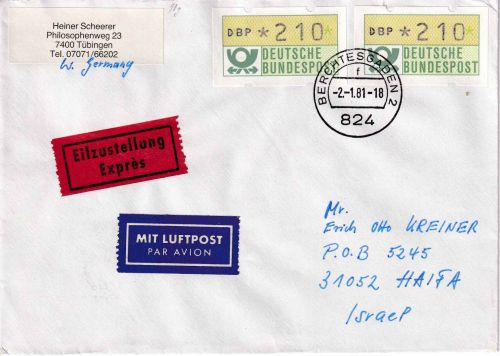 Heiner Scheerer
Philosophenweg 23
7400 Tübingen
Tel. 07071/66202
W. Germany
DBP *210*
DEUTSCHE
BUNDESPOST
DBP *210*
DEUTSCHE
BUNDESPOST
BERCHTESGADEN 2
f
-2.-1.81-18
824
Eilzustellung
Exprès
MIT LUFTPOST
PAR AVION
Mr.
Erich Otto KREINER
P.O.B 5245
31052 HAIFA
Israel